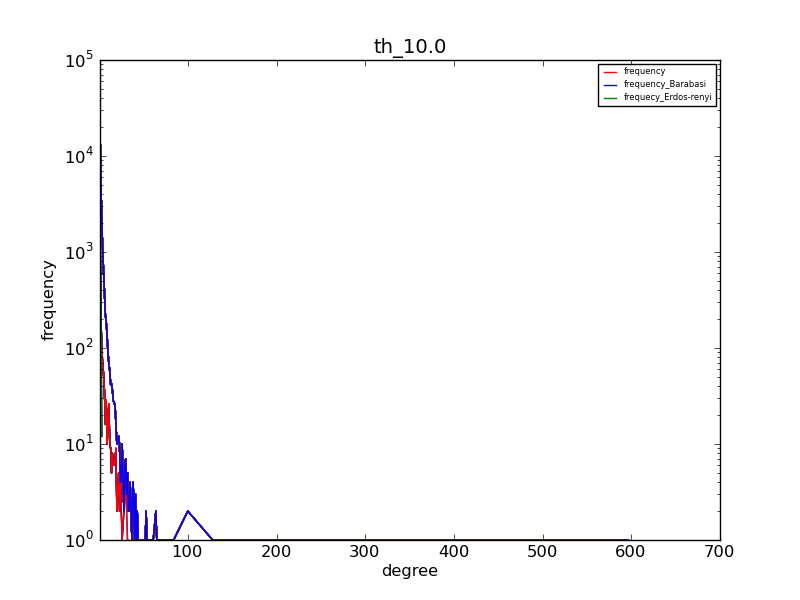 th_10.0
frequency
frequency_Barabasi
frequecy_Erdos-renyi
10^5
10^4
10^3
10^2
10^1
10^0
frequency
100 200 300 400 500 600 700
degree